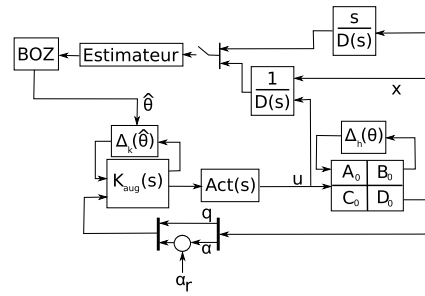 s
D(s)
BOZ
Estimateur
1
D(s)
x
θ̂
Δk(θ̂)
Δh(θ)
Kaug(s)
Act(s)
u
A0 B0
C0 D0
q
α
αr